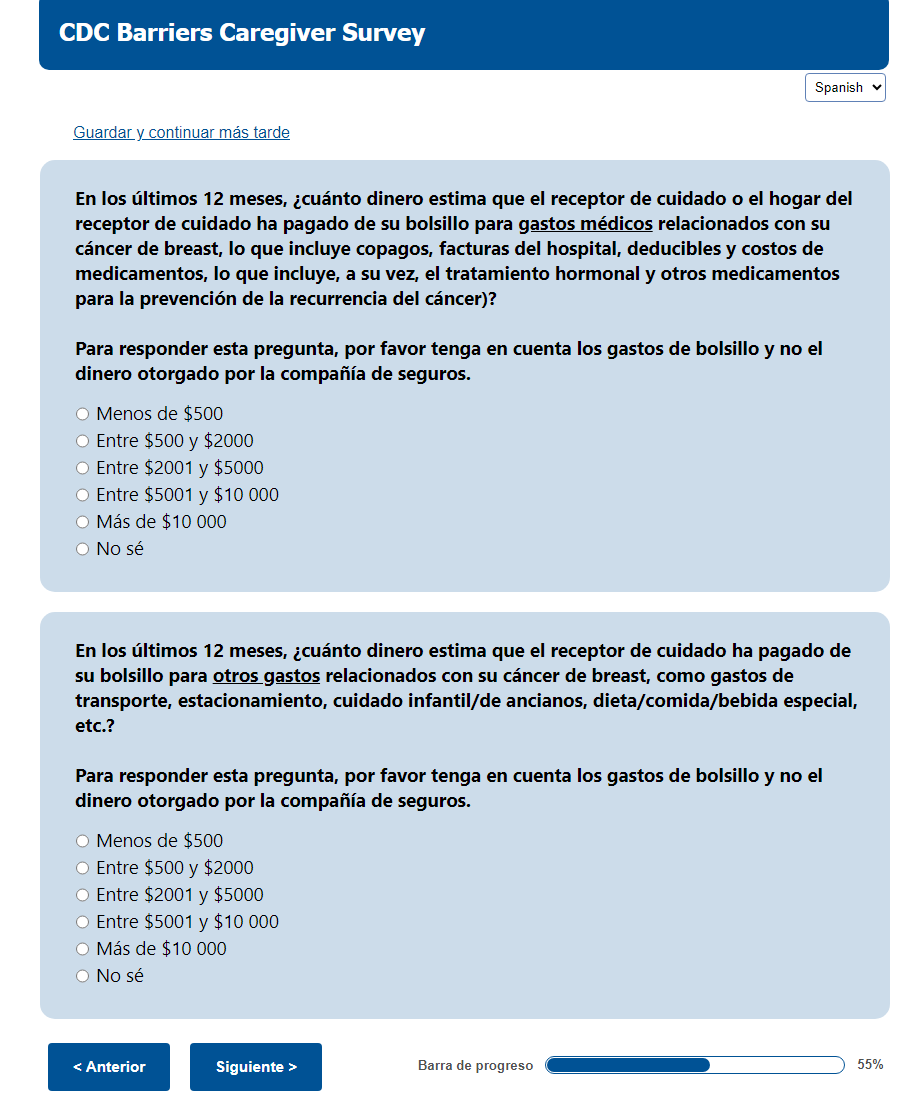 CDC Barriers Caregiver Survey
Spanish
Guardar y continuar más tarde
En los últimos 12 meses, ¿cuánto dinero estima que el receptor de cuidado o el hogar del
receptor de cuidado ha pagado de su bolsillo para gastos médicos relacionados con su
cáncer de breast, lo que incluye copagos, facturas del hospital, deducibles y costos de
medicamentos, lo que incluye, a su vez, el tratamiento hormonal y otros medicamentos
para la prevención de la recurrencia del cáncer)?
Para responder esta pregunta, por favor tenga en cuenta los gastos de bolsillo y no el
dinero otorgado por la compañía de seguros.
Menos de $500
Entre $500 y $2000
Entre $2001 y $5000
Entre $5001 y $10 000
Más de $10 000
No sé
En los últimos 12 meses, ¿cuánto dinero estima que el receptor de cuidado ha pagado de
su bolsillo para otros gastos relacionados con su cáncer de breast, como gastos de
transporte, estacionamiento, cuidado infantil/de ancianos, dieta/comida/bebida especial,
etc.?
Para responder esta pregunta, por favor tenga en cuenta los gastos de bolsillo y no el
dinero otorgado por la compañía de seguros.
Menos de $500
Entre $500 y $2000
Entre $2001 y $5000
Entre $5001 y $10 000
Más de $10 000
No sé
< Anterior
Siguiente >
Barra de progreso
55%